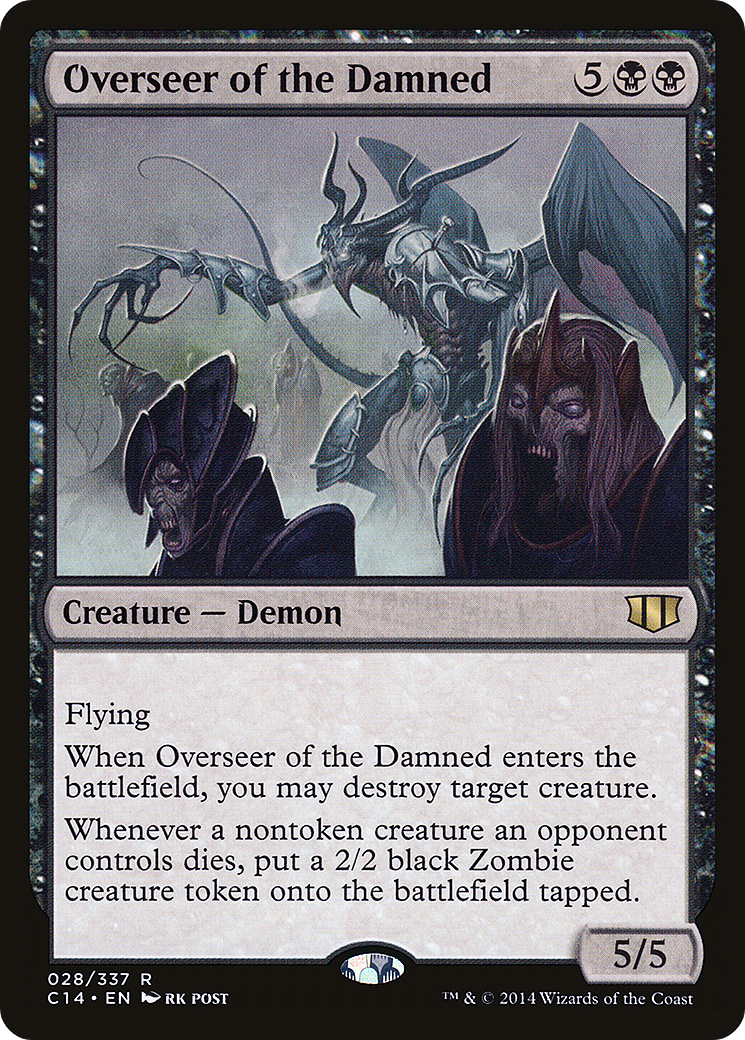 Overseer of the Damned 5
Creature — Demon
Flying
When Overseer of the Damned enters the
battlefield, you may destroy target creature.
Whenever a nontoken creature an opponent
controls dies, put a 2/2 black Zombie
creature token onto the battlefield tapped.
5/5
028/337 R
C14 • EN RK POST
™ & © 2014 Wizards of the Coast